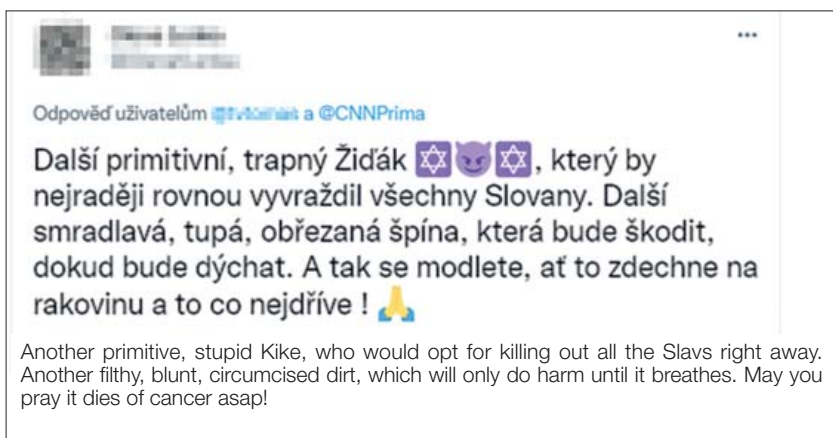 Odpověď uživatelům a @CNNPrima
Další primitivní, trapný Žiďák ✡😈✡, který by
nejraději rovnou vyvraždil všechny Slovany. Další
smradlavá, tupá, obřezaná špína, která bude škodit,
dokud bude dýchat. A tak se modlete, ať to zdechne na
rakovinu a to co nejdříve ! 🙏
Another primitive, stupid Kike, who would opt for killing out all the Slavs right away.
Another filthy, blunt, circumcised dirt, which will only do harm until it breathes. May you
pray it dies of cancer asap!